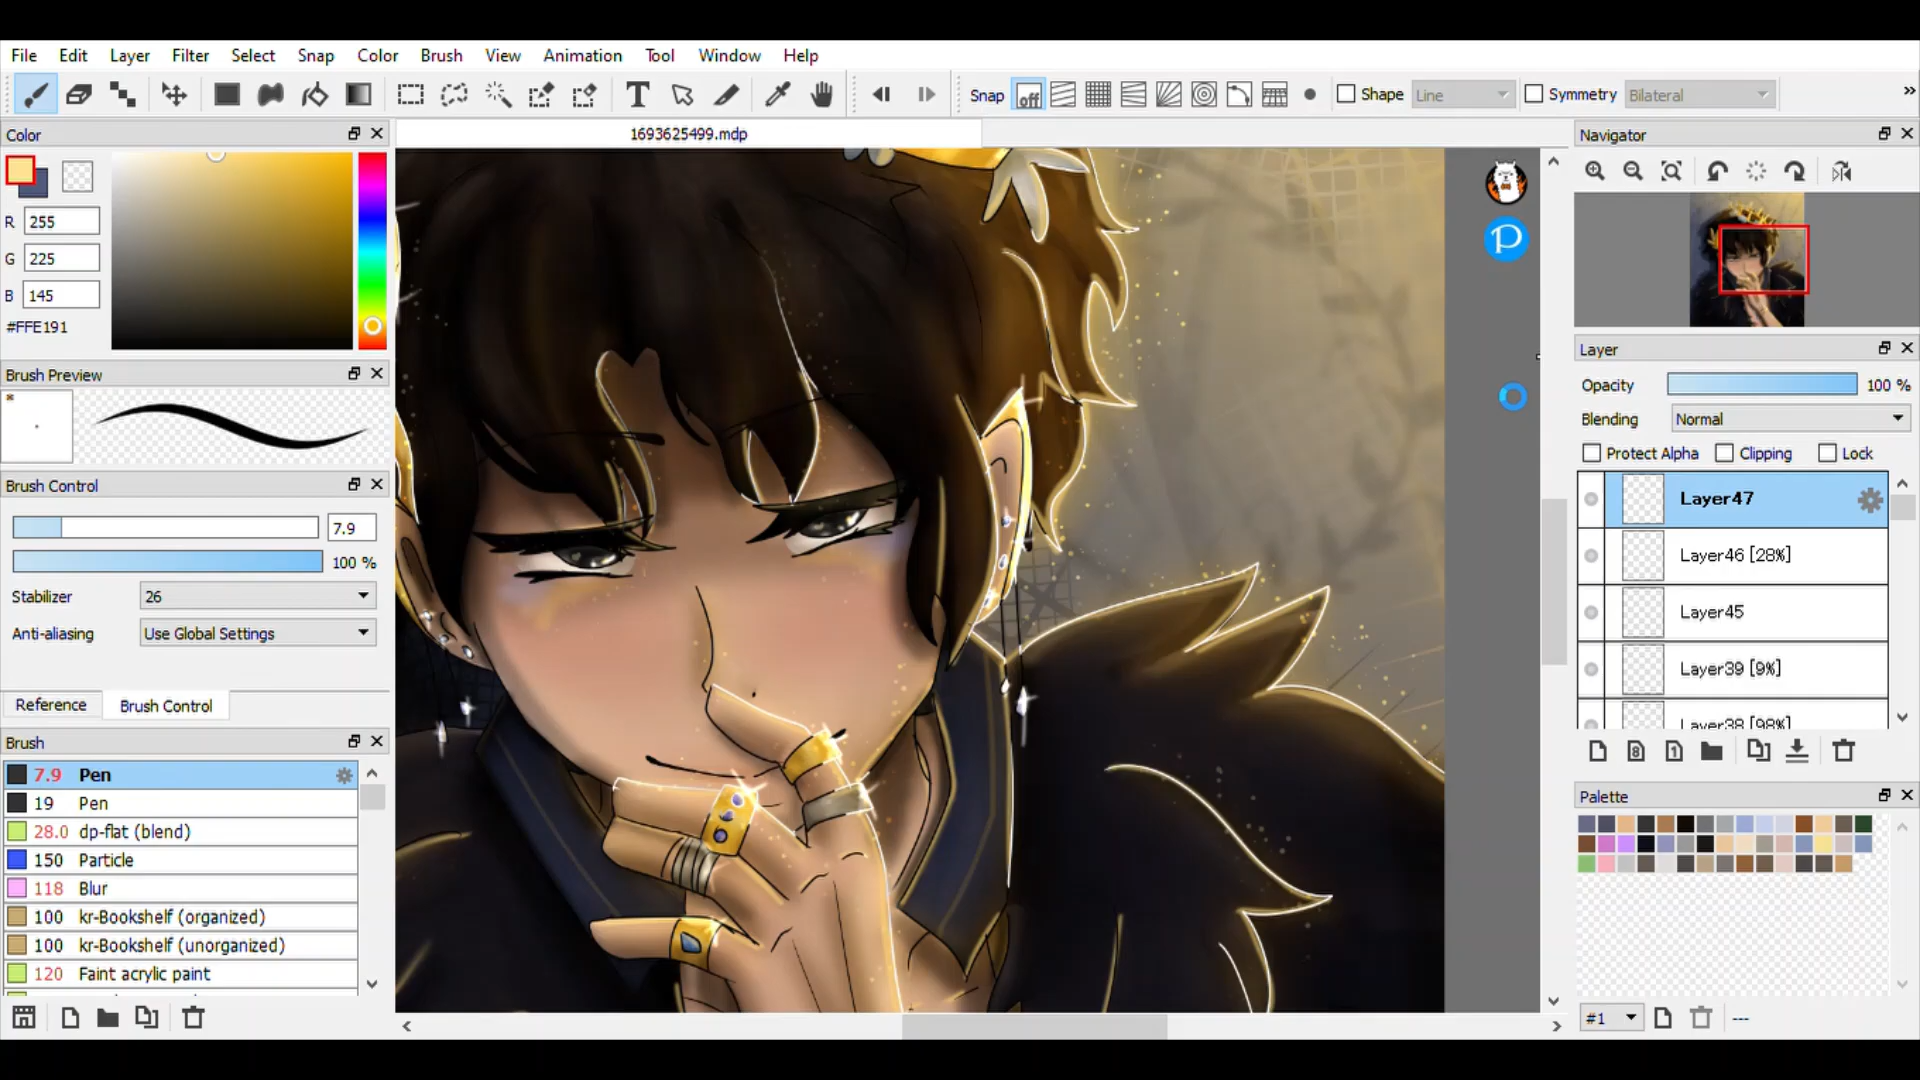 File Edit Layer Filter Select Snap Color Brush View Animation Tool Window Help
T Snap off Shape Line Symmetry Bilateral »
Color
1693625499.mdp
Navigator
R 255
G 225
B 145
#FFE191
P
Brush Preview
Layer
Opacity 100 %
Blending Normal
Protect Alpha Clipping Lock
Brush Control
7.9
100 %
Stabilizer 26
Anti-aliasing Use Global Settings
Reference Brush Control
Layer47
Layer46 [28%]
Layer45
Layer39 [9%]
Layer38 [98%]
8 1
Brush
7.9 Pen
19 Pen
28.0 dp-flat (blend)
150 Particle
118 Blur
100 kr-Bookshelf (organized)
100 kr-Bookshelf (unorganized)
120 Faint acrylic paint
Palette
#1 ---